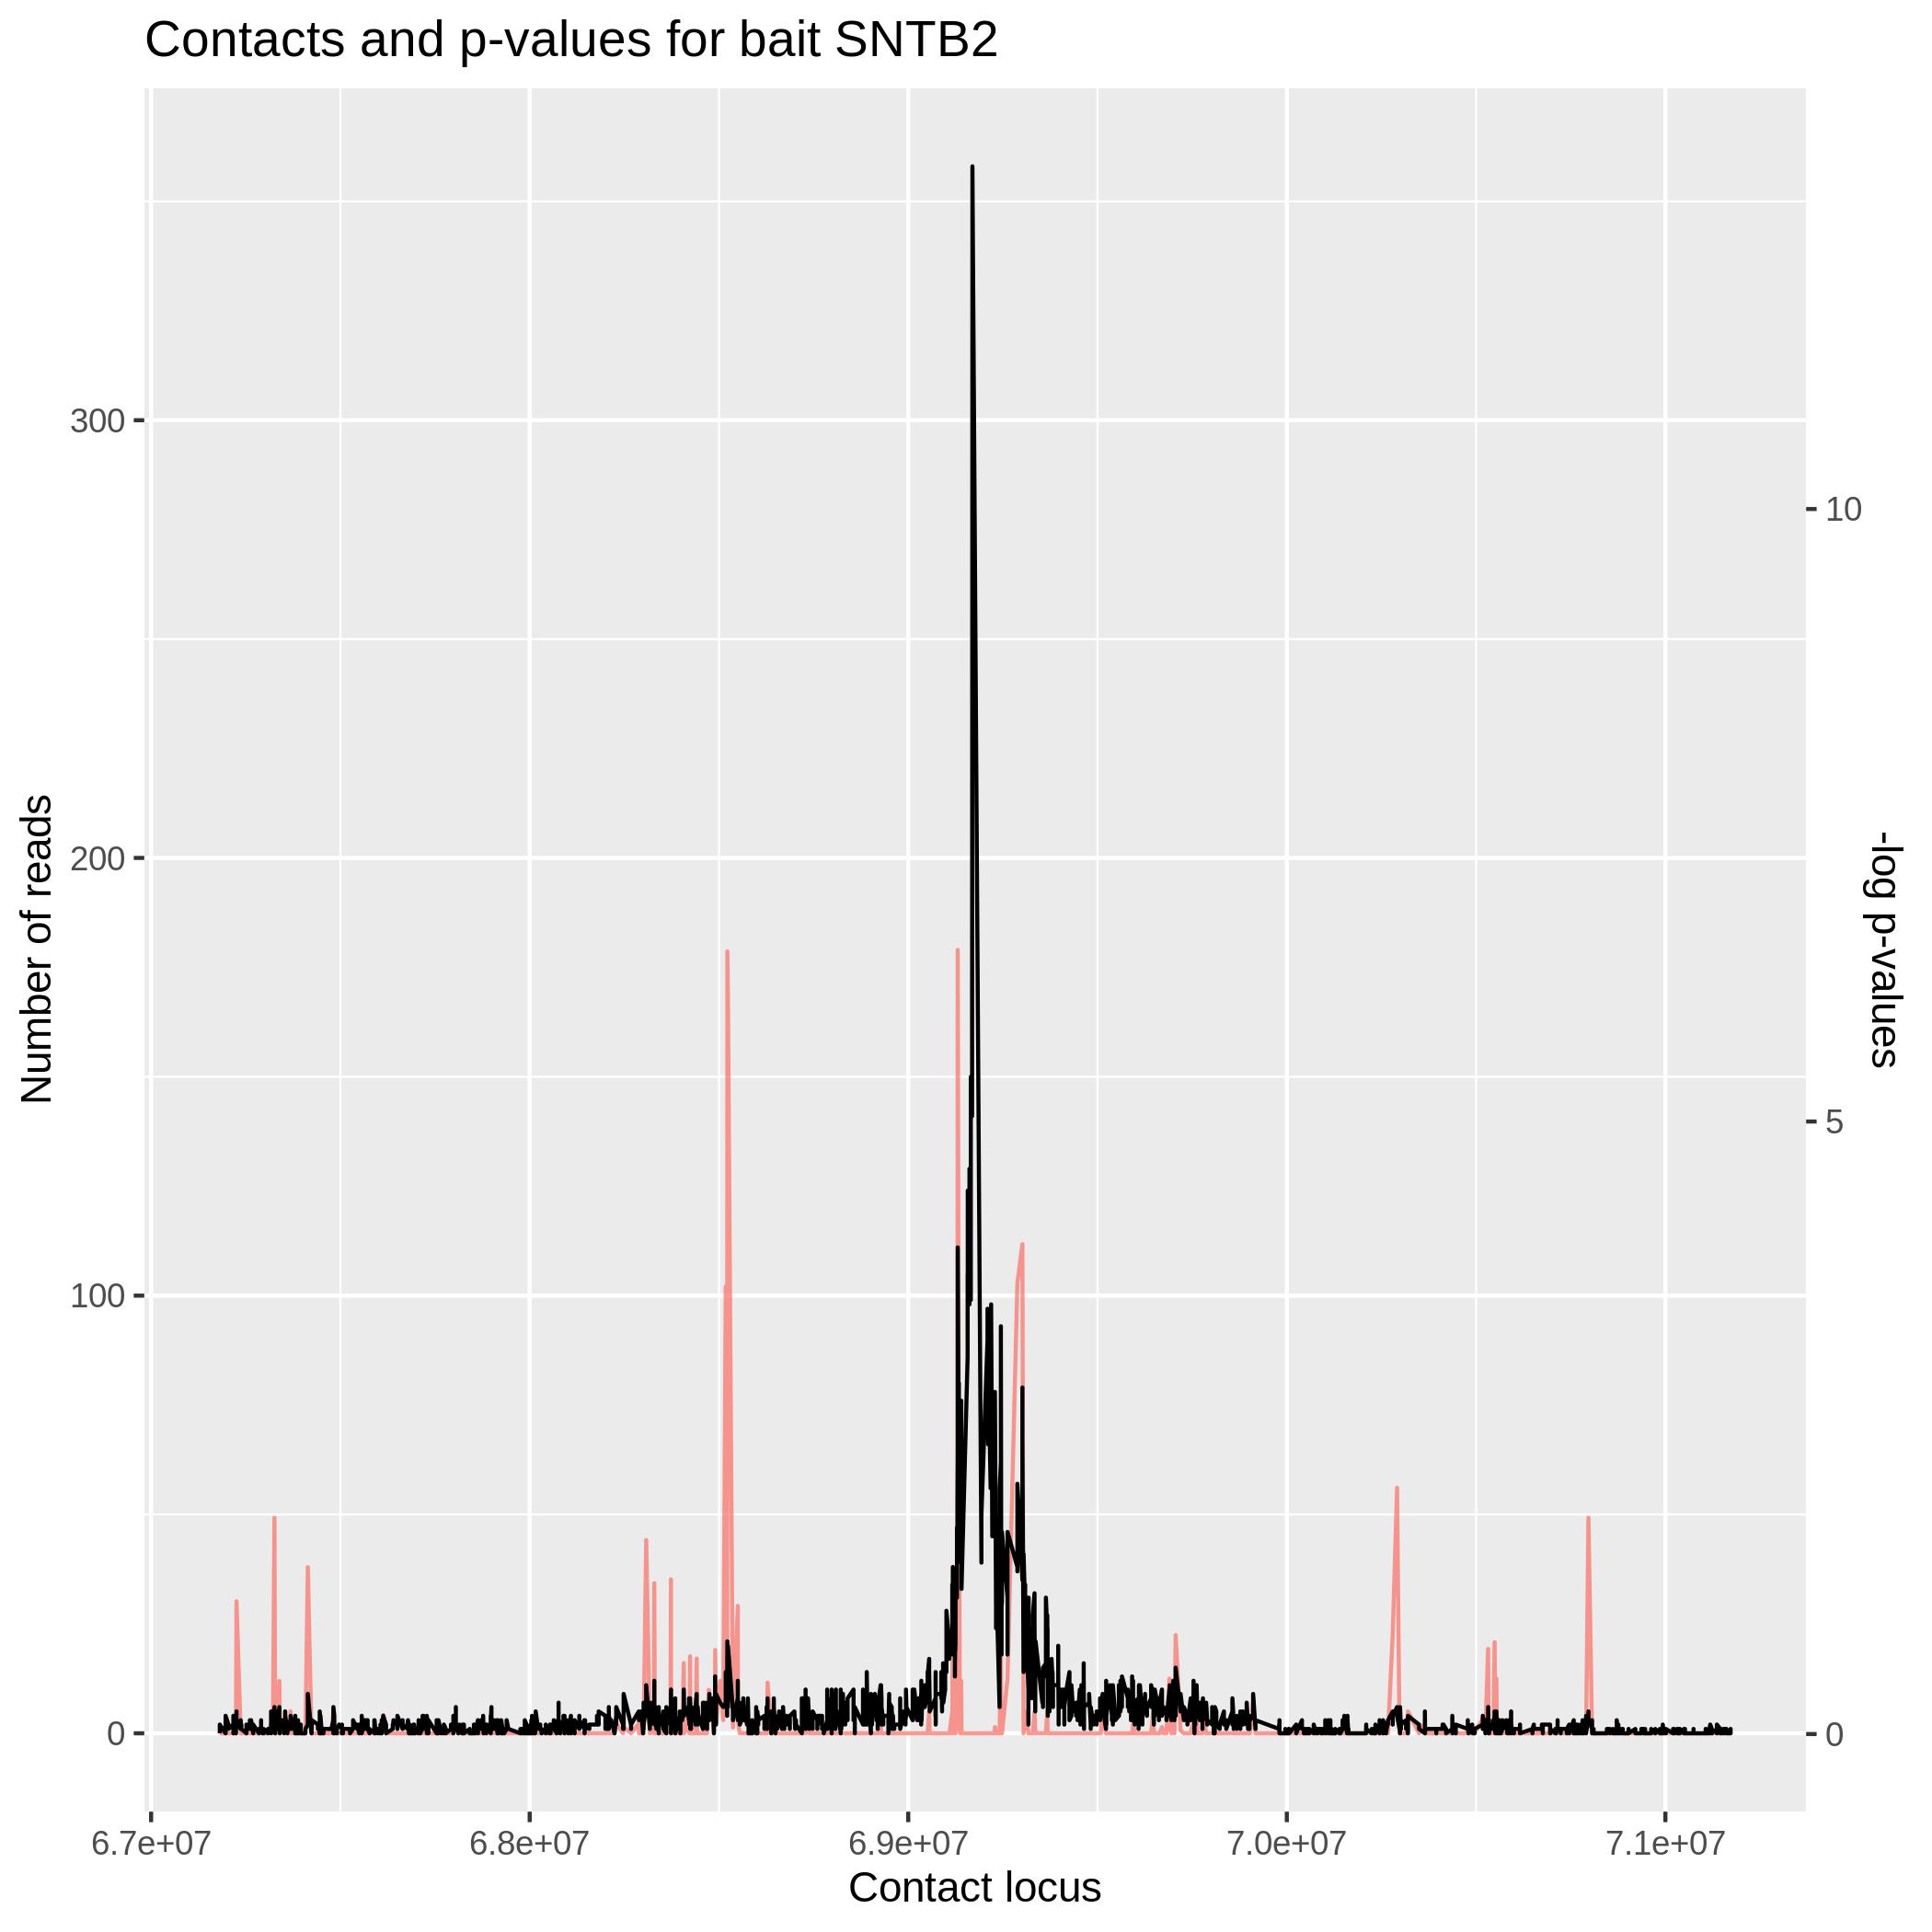 Contacts and p-values for bait SNTB2
Number of reads
300
200
100
0
10
5
0
-log p-values
6.7e+07 6.8e+07 6.9e+07 7.0e+07 7.1e+07
Contact locus